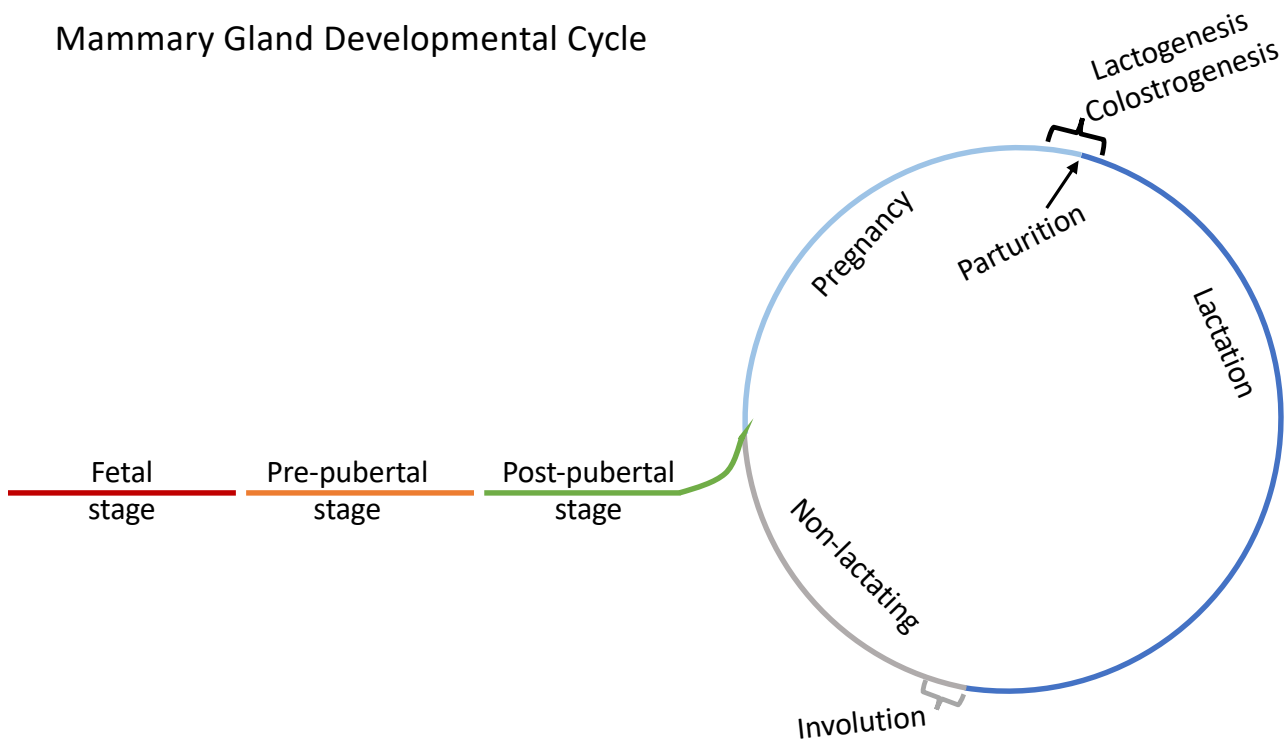 Mammary Gland Developmental Cycle
Lactogenesis
Colostrogenesis
Pregnancy
Parturition
Lactation
Fetal
stage
Pre-pubertal
stage
Post-pubertal
stage
Non-lactating
Involution